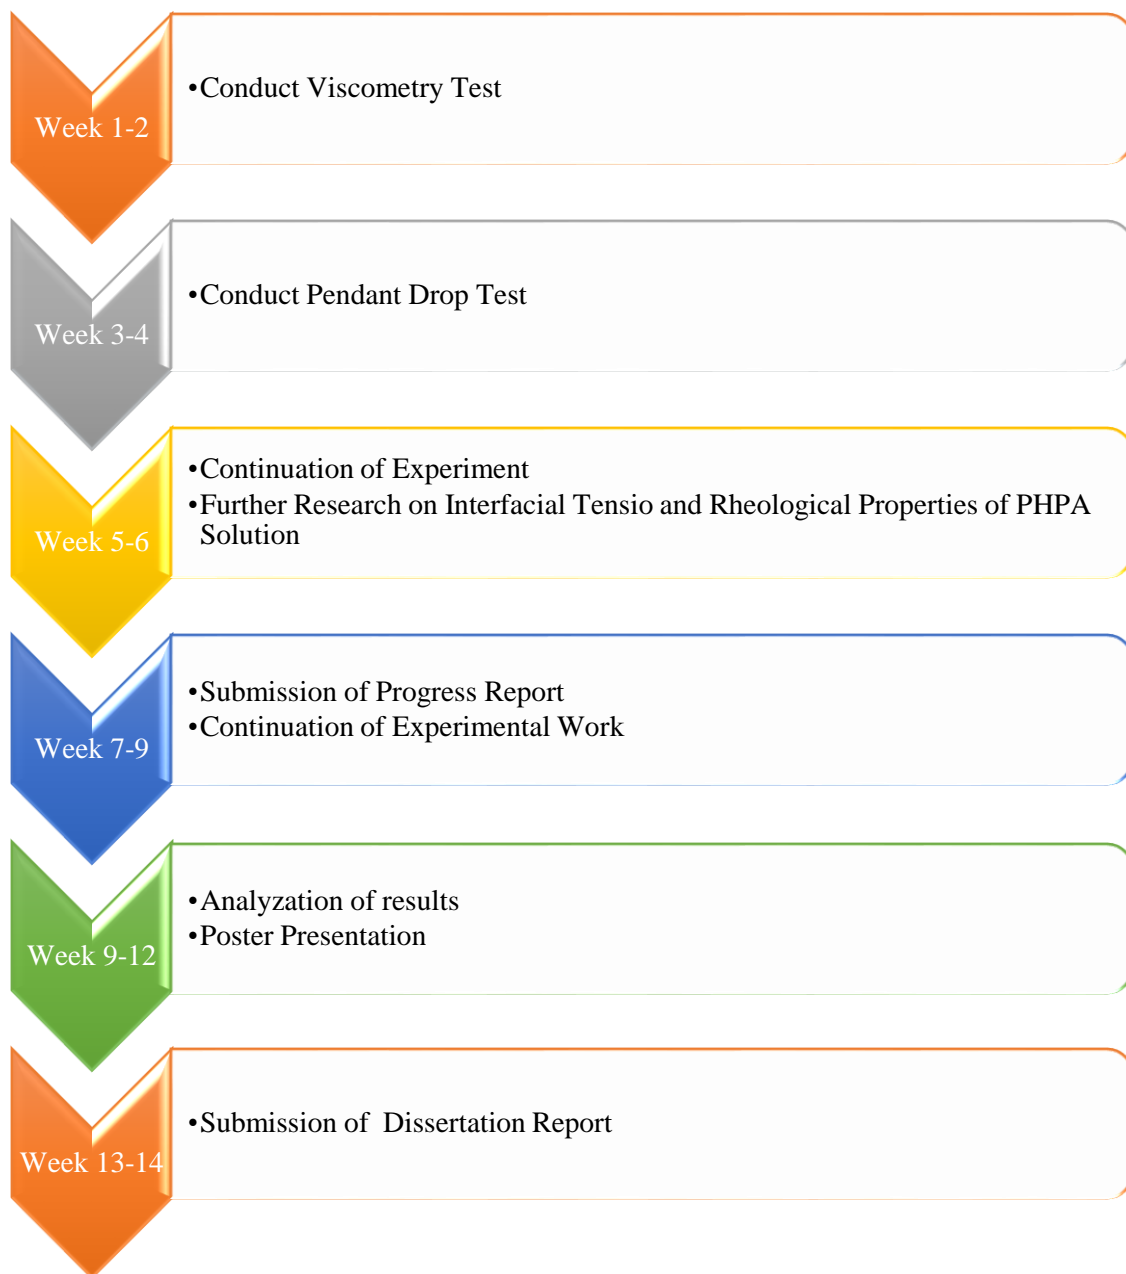 Week 1-2
•Conduct Viscometry Test
Week 3-4
•Conduct Pendant Drop Test
Week 5-6
•Continuation of Experiment
•Further Research on Interfacial Tensio and Rheological Properties of PHPA
Solution
Week 7-9
•Submission of Progress Report
•Continuation of Experimental Work
Week 9-12
•Analyzation of results
•Poster Presentation
Week 13-14
•Submission of  Dissertation Report